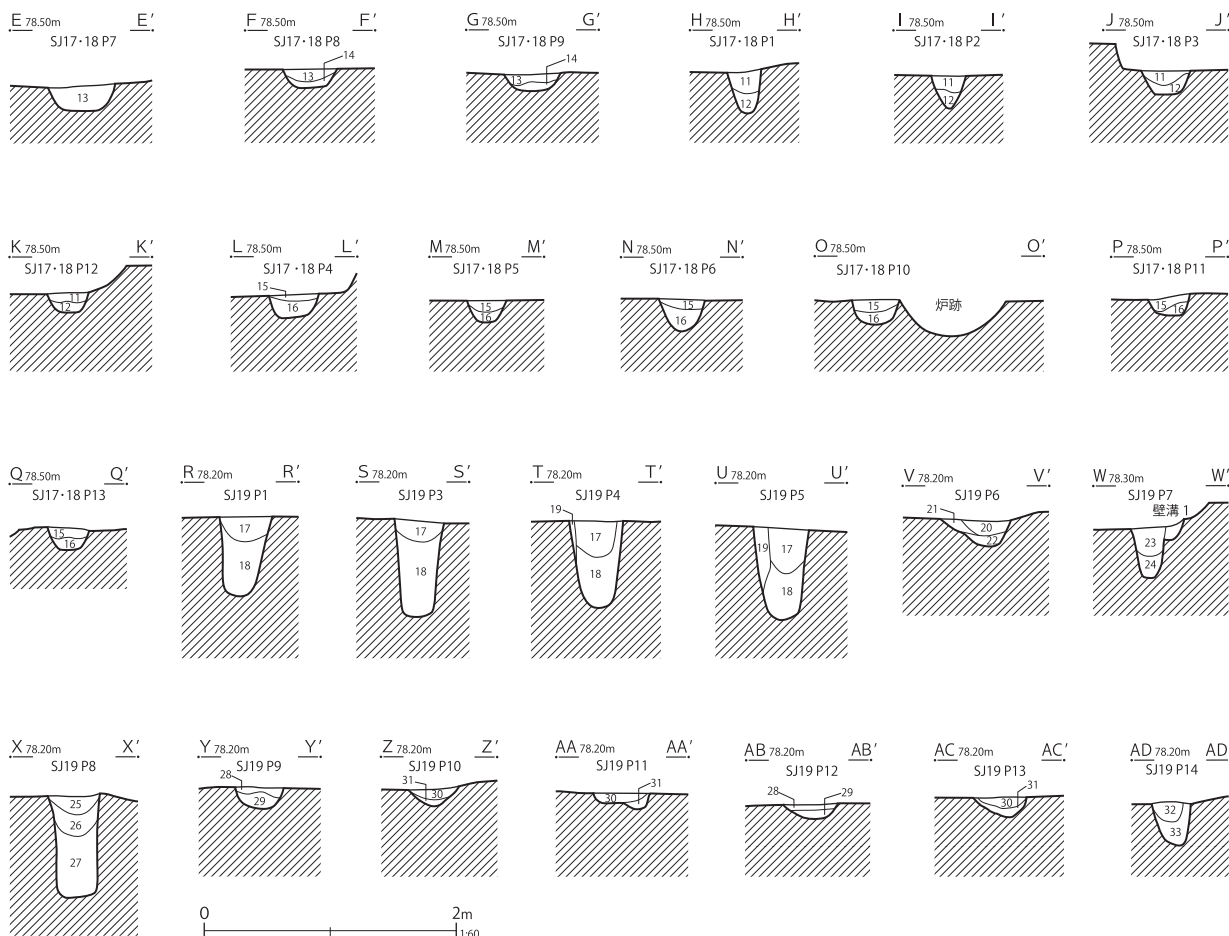 E 78.50m E′
SJ17・18 P7
13
F 78.50m F′
SJ17・18 P8
14
13
G 78.50m G′
SJ17・18 P9
14
13
H 78.50m H′
SJ17・18 P1
11
12
I 78.50m I′
SJ17・18 P2
11
12
J 78.50m J′
SJ17・18 P3
11
12
K 78.50m K′
SJ17・18 P12
11
12
L 78.50m L′
SJ17・18 P4
15
16
M 78.50m M′
SJ17・18 P5
15
16
N 78.50m N′
SJ17・18 P6
15
16
O 78.50m O′
SJ17・18 P10
炉跡
15
16
P 78.50m P′
SJ17・18 P11
15
16
Q 78.50m Q′
SJ17・18 P13
15
16
R 78.20m R′
SJ19 P1
17
18
S 78.20m S′
SJ19 P3
17
18
T 78.20m T′
SJ19 P4
19
17
18
U 78.20m U′
SJ19 P5
19
17
18
V 78.20m V′
SJ19 P6
21
20
22
W 78.30m W′
SJ19 P7
壁溝 1
23
24
X 78.20m X′
SJ19 P8
25
26
27
Y 78.20m Y′
SJ19 P9
28
29
Z 78.20m Z′
SJ19 P10
31
30
AA 78.20m AA′
SJ19 P11
31
30
AB 78.20m AB′
SJ19 P12
28
29
AC 78.20m AC′
SJ19 P13
31
30
AD 78.20m AD
SJ19 P14
32
33
0 2m
1:60